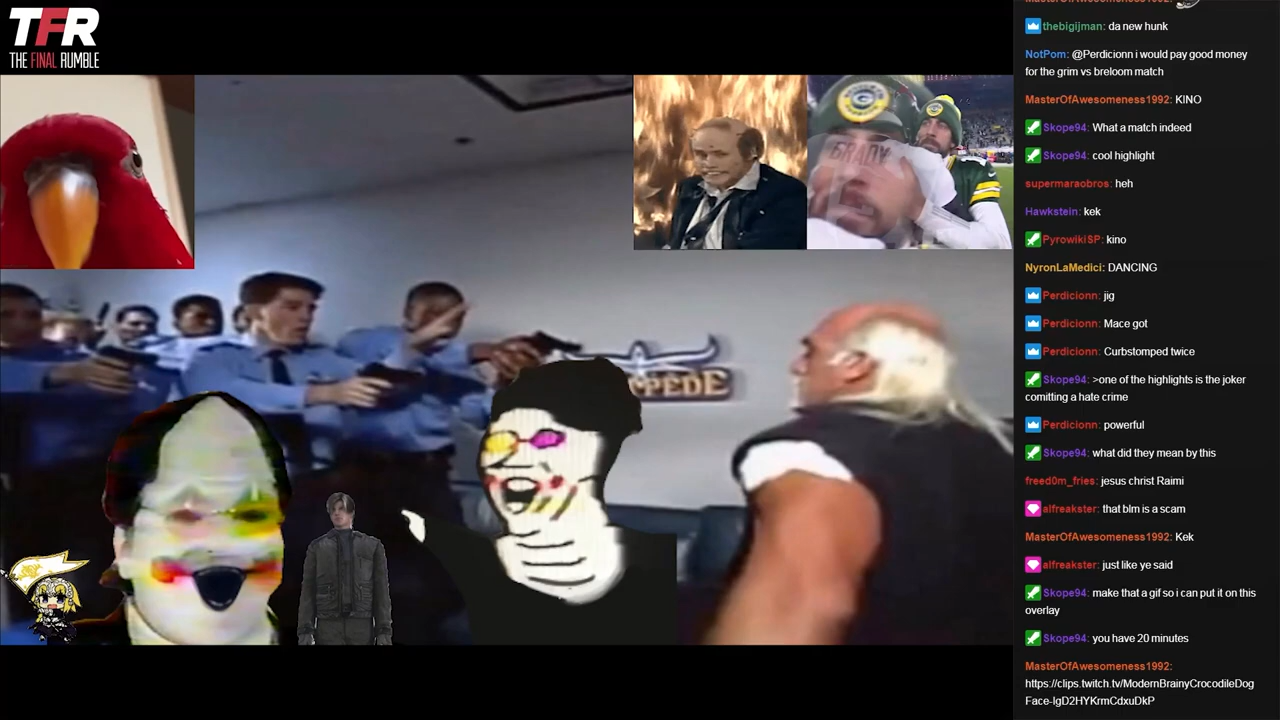 TFR
THE FINAL RUMBLE
thebigijman: da new hunk
NotPom: @Perdicionn i would pay good money
for the grim vs breloom match
MasterOfAwesomeness1992: KINO
Skope94: What a match indeed
Skope94: cool highlight
supermaraobros: heh
Hawkstein: kek
PyrowikiSP: kino
NyronLaMedici: DANCING
Perdicionn: jig
Perdicionn: Mace got
Perdicionn: Curbstomped twice
Skope94: >one of the highlights is the joker
comitting a hate crime
Perdicionn: powerful
Skope94: what did they mean by this
freed0m_fries: jesus christ Raimi
alfreakster: that blm is a scam
MasterOfAwesomeness1992: Kek
alfreakster: just like ye said
Skope94: make that a gif so i can put it on this
overlay
Skope94: you have 20 minutes
MasterOfAwesomeness1992:
https://clips.twitch.tv/ModernBrainyCrocodileDog
Face-IgD2HYKrmCdxuDkP